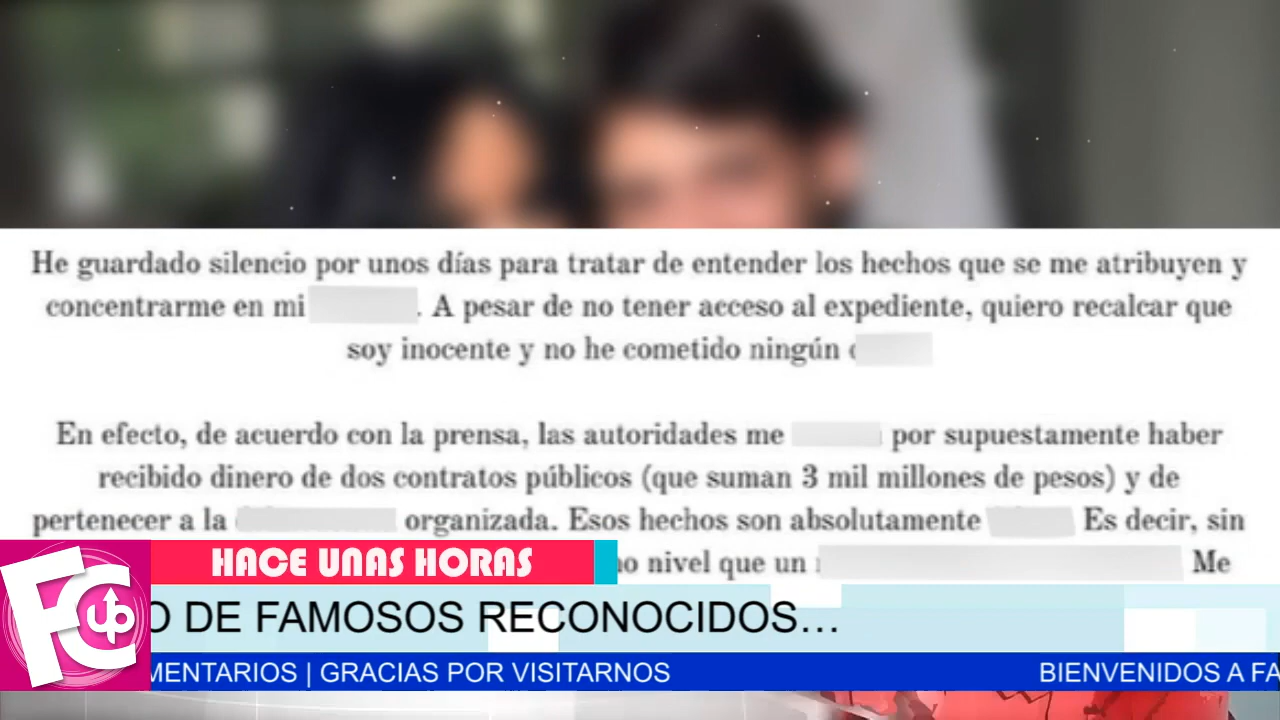 He guardado silencio por unos días para tratar de entender los hechos que se me atribuyen y
concentrarme en mi . A pesar de no tener acceso al expediente, quiero recalcar que
soy inocente y no he cometido ningún
En efecto, de acuerdo con la prensa, las autoridades me por supuestamente haber
recibido dinero de dos contratos públicos (que suman 3 mil millones de pesos) y de
pertenecer a la organizada. Esos hechos son absolutamente Es decir, sin
nivel que un Me
HACE UNAS HORAS
O DE FAMOSOS RECONOCIDOS...
MENTARIOS | GRACIAS POR VISITARNOS BIENVENIDOS A FA
FC up